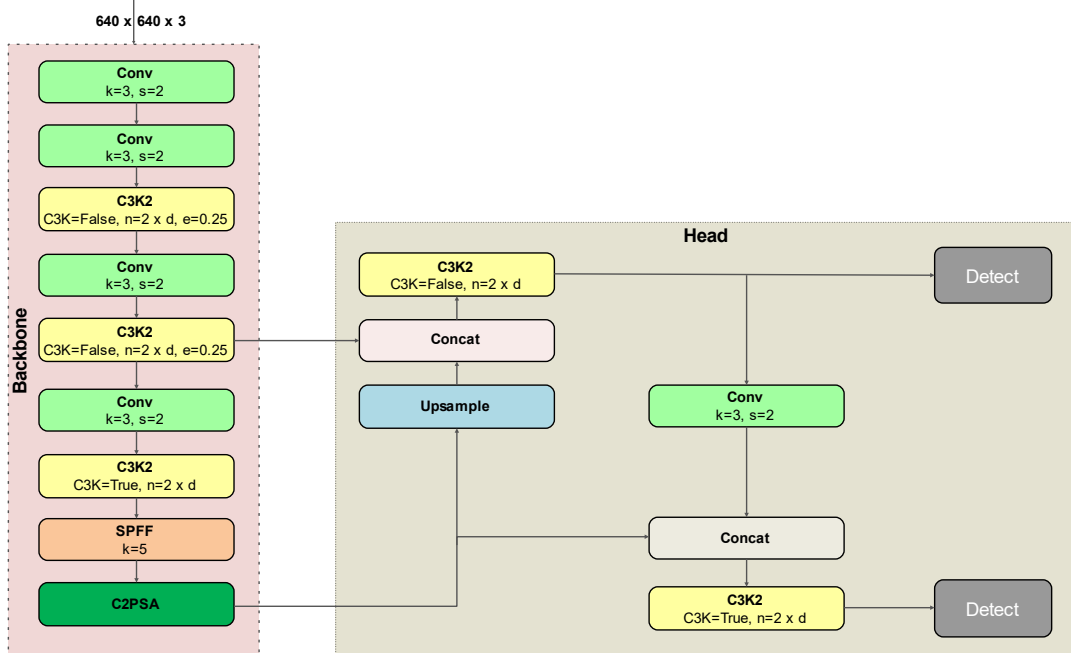 640 x 640 x 3
Backbone
Conv
k=3, s=2
Conv
k=3, s=2
C3K2
C3K=False, n=2 x d, e=0.25
Conv
k=3, s=2
C3K2
C3K=False, n=2 x d, e=0.25
Conv
k=3, s=2
C3K2
C3K=True, n=2 x d
SPFF
k=5
C2PSA
Head
C3K2
C3K=False, n=2 x d
Concat
Upsample
Detect
Conv
k=3, s=2
Concat
C3K2
C3K=True, n=2 x d
Detect